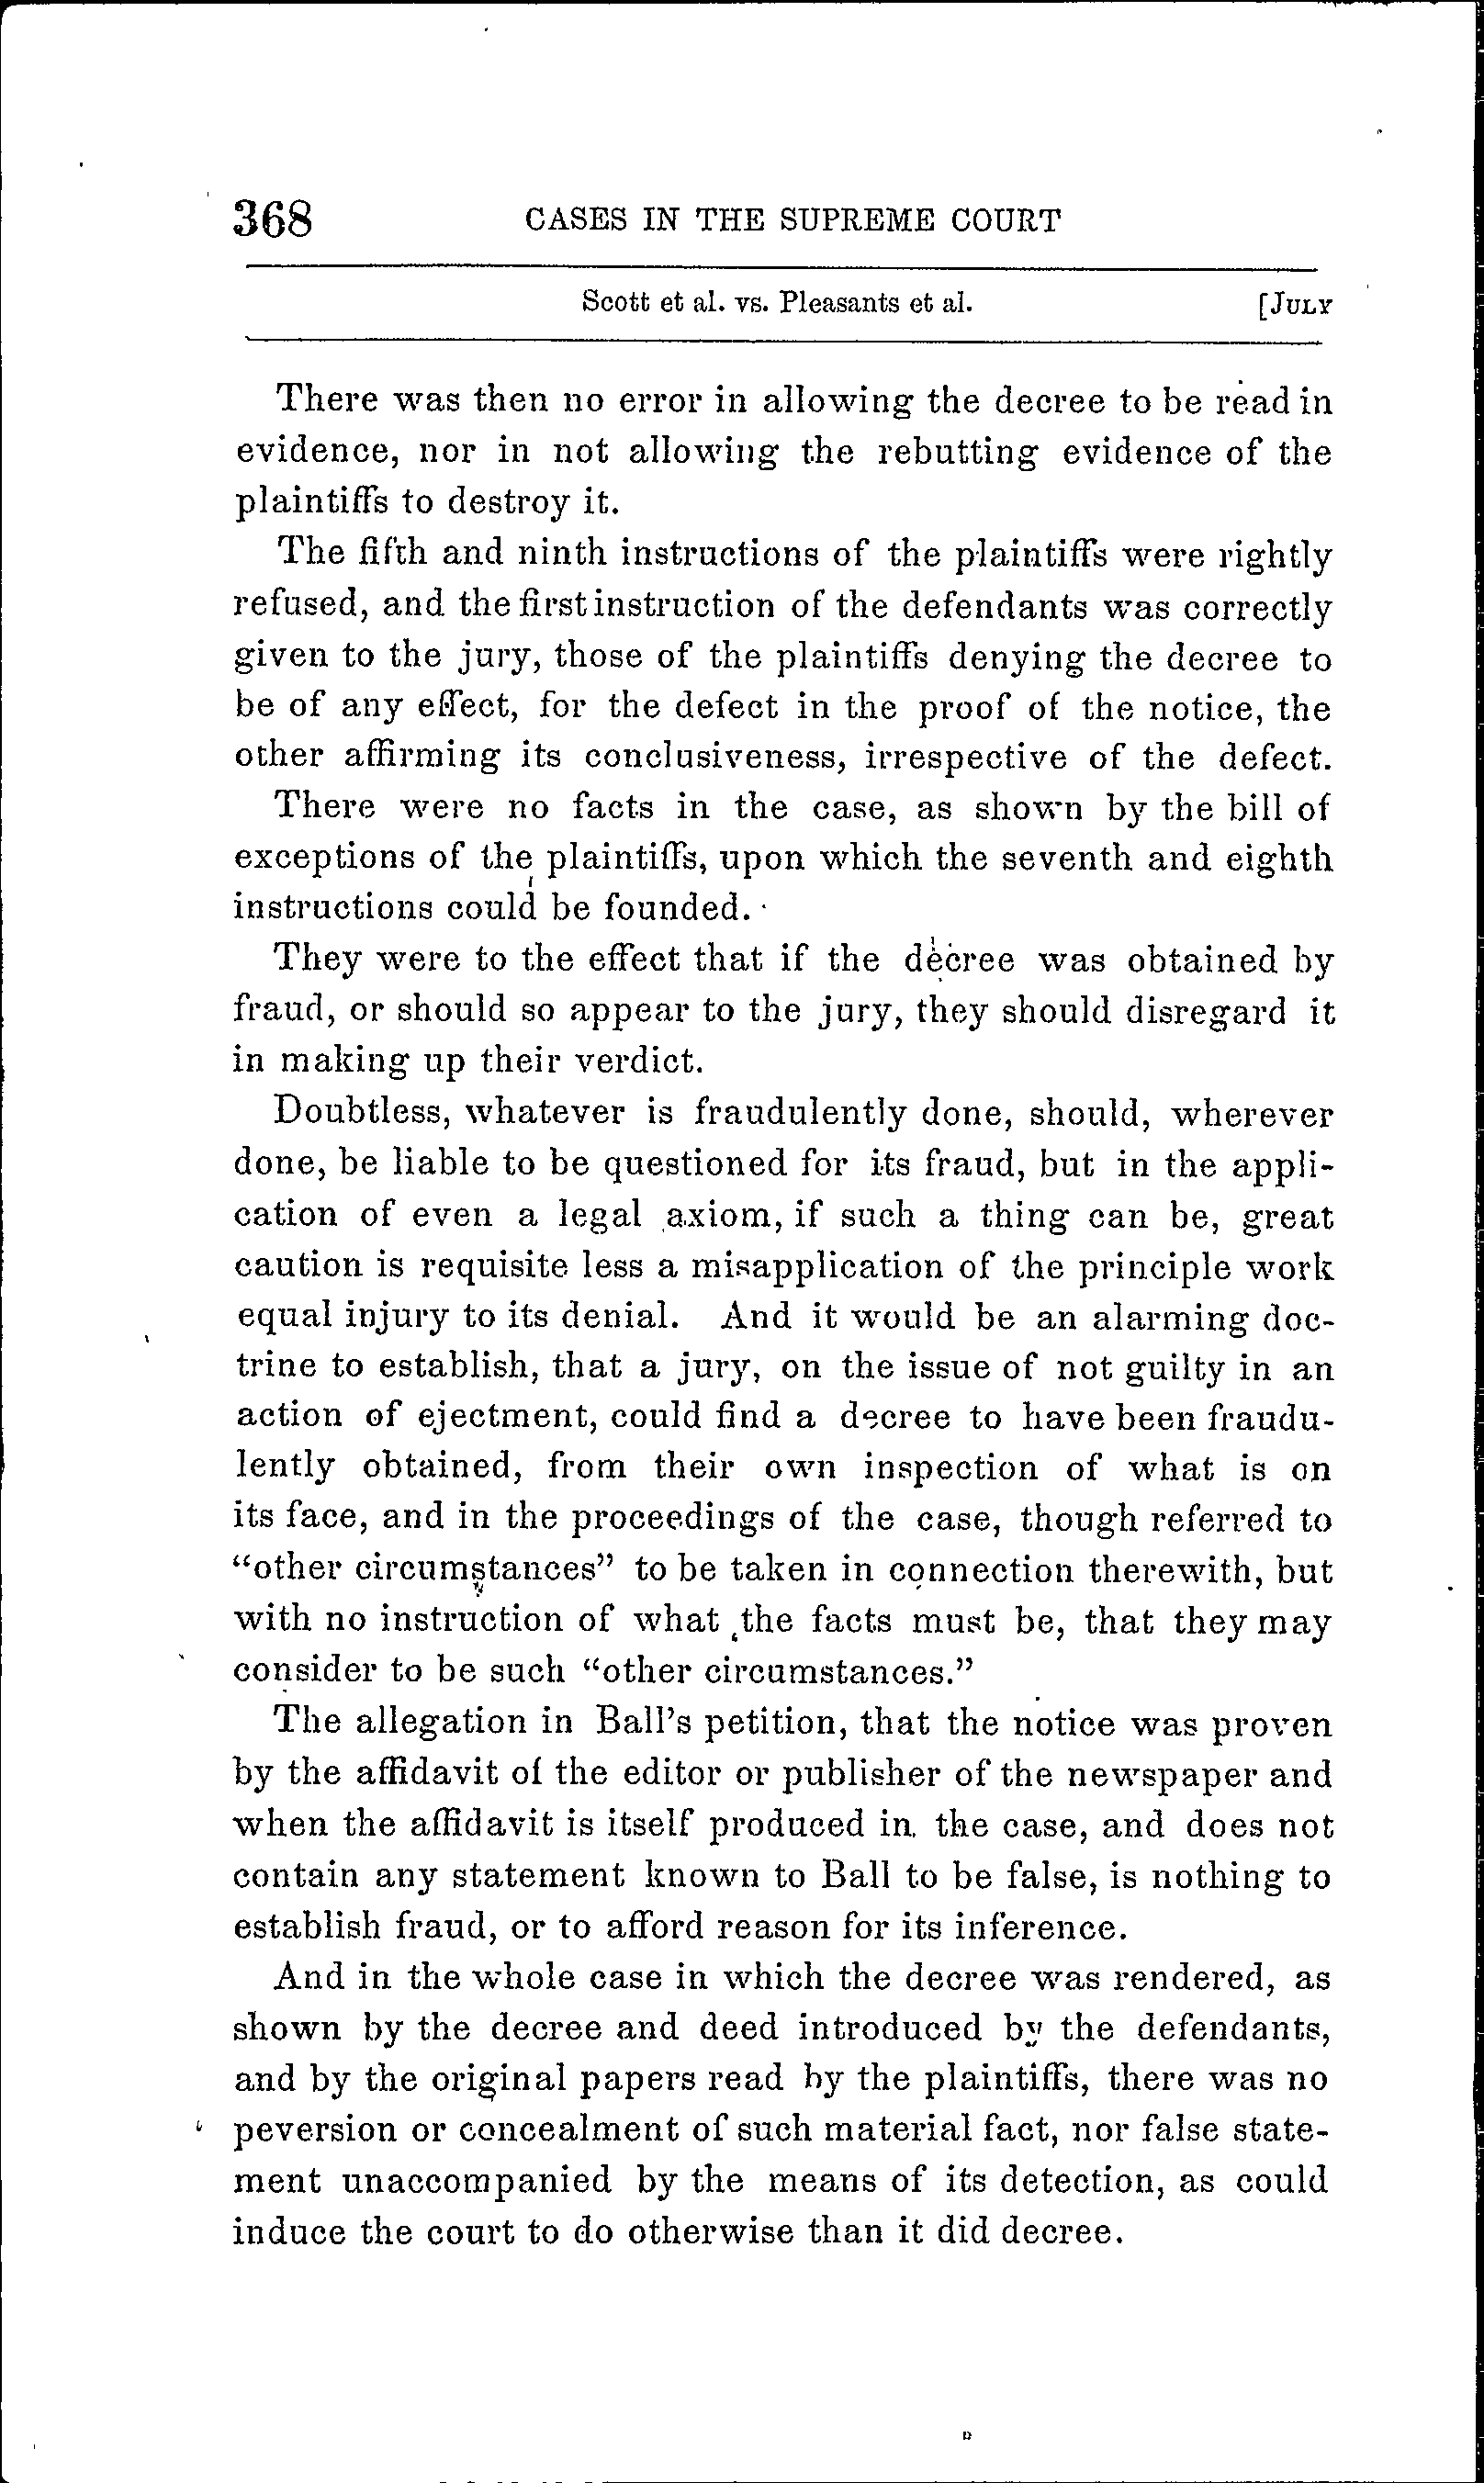 368 CASES IN THE SUPREME COURT
Scott et al. vs. Pleasants et al. [JULY
There was then no error in allowing the decree to be read in
evidence, nor in not allowing the rebutting evidence of the
plaintiffs to destroy it.
The fifth and ninth instructions of the plaintiffs were rightly
refused, and the first instruction of the defendants was correctly
given to the jury, those of the plaintiffs denying the decree to
be of any effect, for the defect in the proof of the notice, the
other affirming its conclusiveness, irrespective of the defect.
There were no facts in the case, as shown by the bill of
exceptions of the plaintiffs, upon which the seventh and eighth
instructions could be founded.
They were to the effect that if the decree was obtained by
fraud, or should so appear to the jury, they should disregard it
in making up their verdict.
Doubtless, whatever is fraudulently done, should, wherever
done, be liable to be questioned for its fraud, but in the appli-
cation of even a legal axiom, if such a thing can be, great
caution is requisite less a misapplication of the principle work
equal injury to its denial. And it would be an alarming doc-
trine to establish, that a jury, on the issue of not guilty in an
action of ejectment, could find a decree to have been fraudu-
lently obtained, from their own inspection of what is on
its face, and in the proceedings of the case, though referred to
“other circumstances” to be taken in connection therewith, but
with no instruction of what the facts must be, that they may
consider to be such “other circumstances.”
The allegation in Ball’s petition, that the notice was proven
by the affidavit of the editor or publisher of the newspaper and
when the affidavit is itself produced in the case, and does not
contain any statement known to Ball to be false, is nothing to
establish fraud, or to afford reason for its inference.
And in the whole case in which the decree was rendered, as
shown by the decree and deed introduced by the defendants,
and by the original papers read by the plaintiffs, there was no
peversion or concealment of such material fact, nor false state-
ment unaccompanied by the means of its detection, as could
induce the court to do otherwise than it did decree.